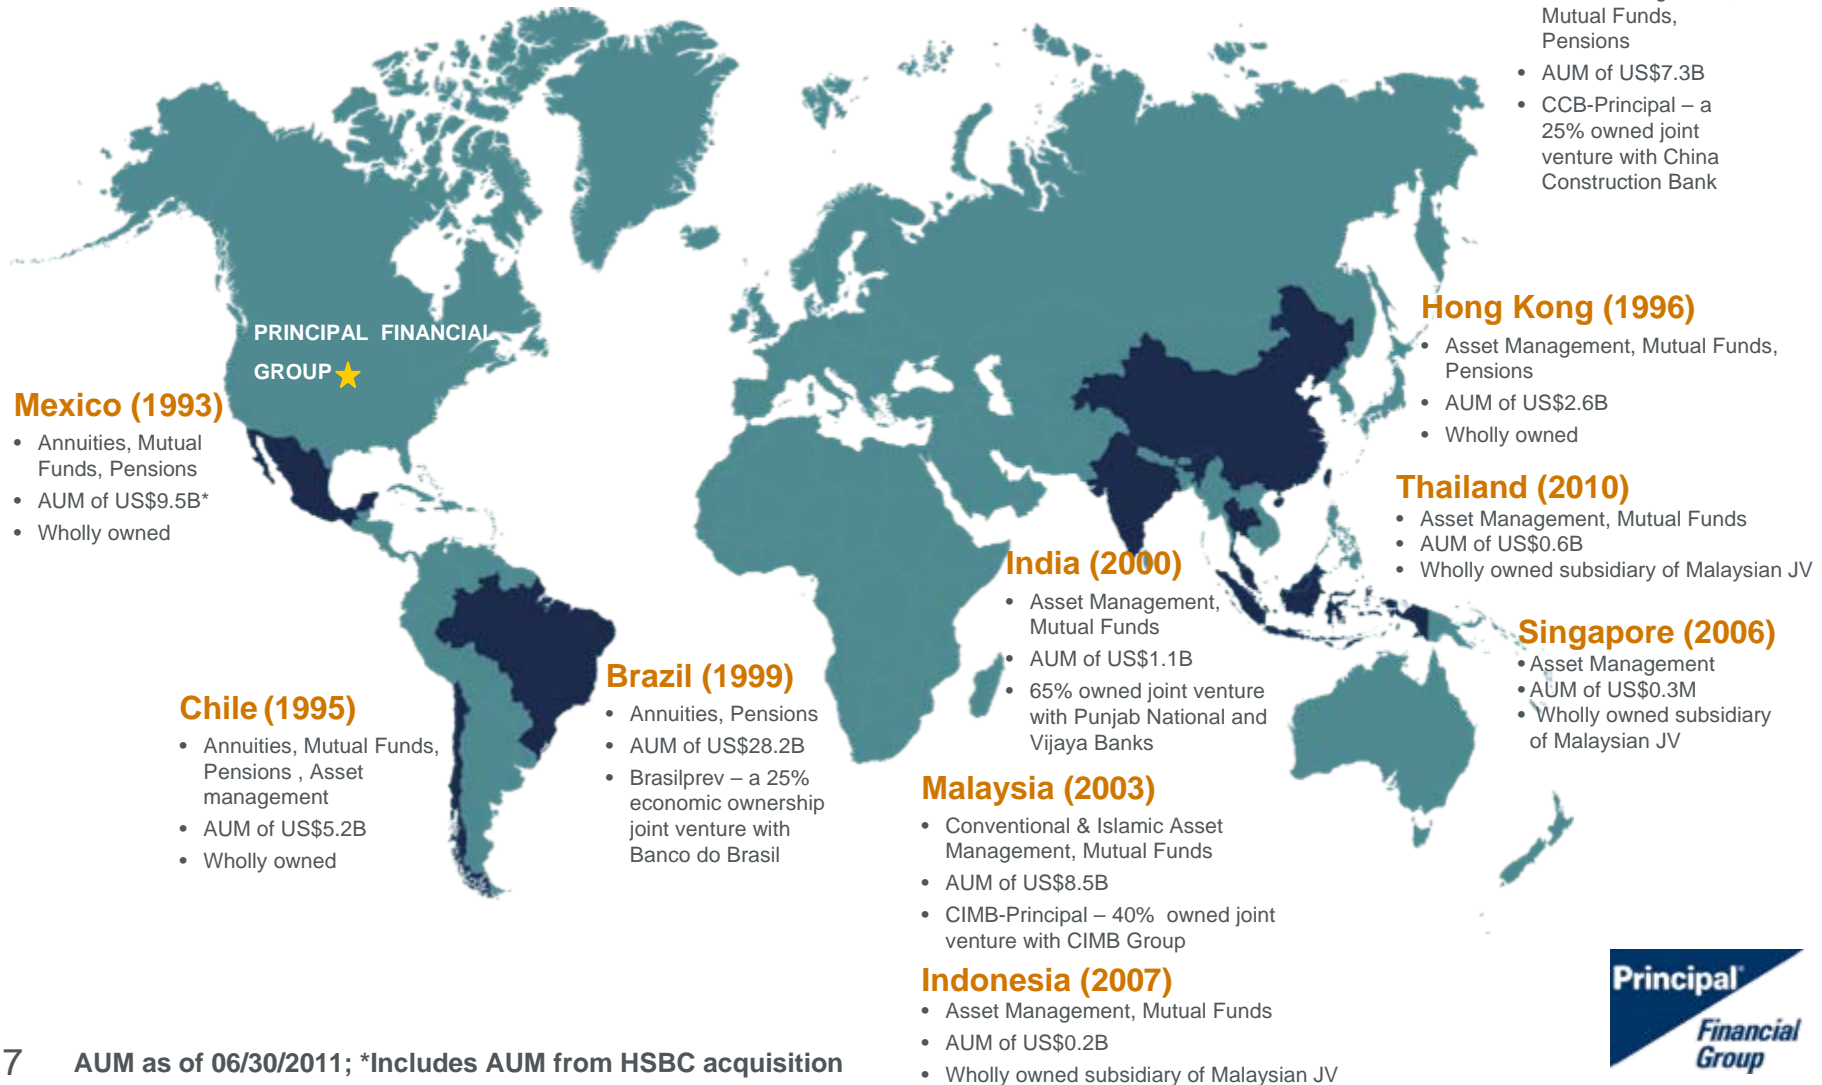 Mutual Funds,
Pensions
• AUM of US$7.3B
• CCB-Principal – a
25% owned joint
venture with China
Construction Bank
PRINCIPAL FINANCIAL
GROUP
Hong Kong (1996)
• Asset Management, Mutual Funds,
Pensions
• AUM of US$2.6B
• Wholly owned
Mexico (1993)
• Annuities, Mutual
Funds, Pensions
• AUM of US$9.5B*
• Wholly owned
Thailand (2010)
• Asset Management, Mutual Funds
• AUM of US$0.6B
• Wholly owned subsidiary of Malaysian JV
India (2000)
• Asset Management,
Mutual Funds
• AUM of US$1.1B
• 65% owned joint venture
with Punjab National and
Vijaya Banks
Singapore (2006)
• Asset Management
• AUM of US$0.3M
• Wholly owned subsidiary
of Malaysian JV
Brazil (1999)
• Annuities, Pensions
• AUM of US$28.2B
• Brasilprev – a 25%
economic ownership
joint venture with
Banco do Brasil
Chile (1995)
• Annuities, Mutual Funds,
Pensions , Asset
management
• AUM of US$5.2B
• Wholly owned
Malaysia (2003)
• Conventional & Islamic Asset
Management, Mutual Funds
• AUM of US$8.5B
• CIMB-Principal – 40% owned joint
venture with CIMB Group
Indonesia (2007)
• Asset Management, Mutual Funds
• AUM of US$0.2B
• Wholly owned subsidiary of Malaysian JV
Principal
Financial
Group
7 AUM as of 06/30/2011; *Includes AUM from HSBC acquisition